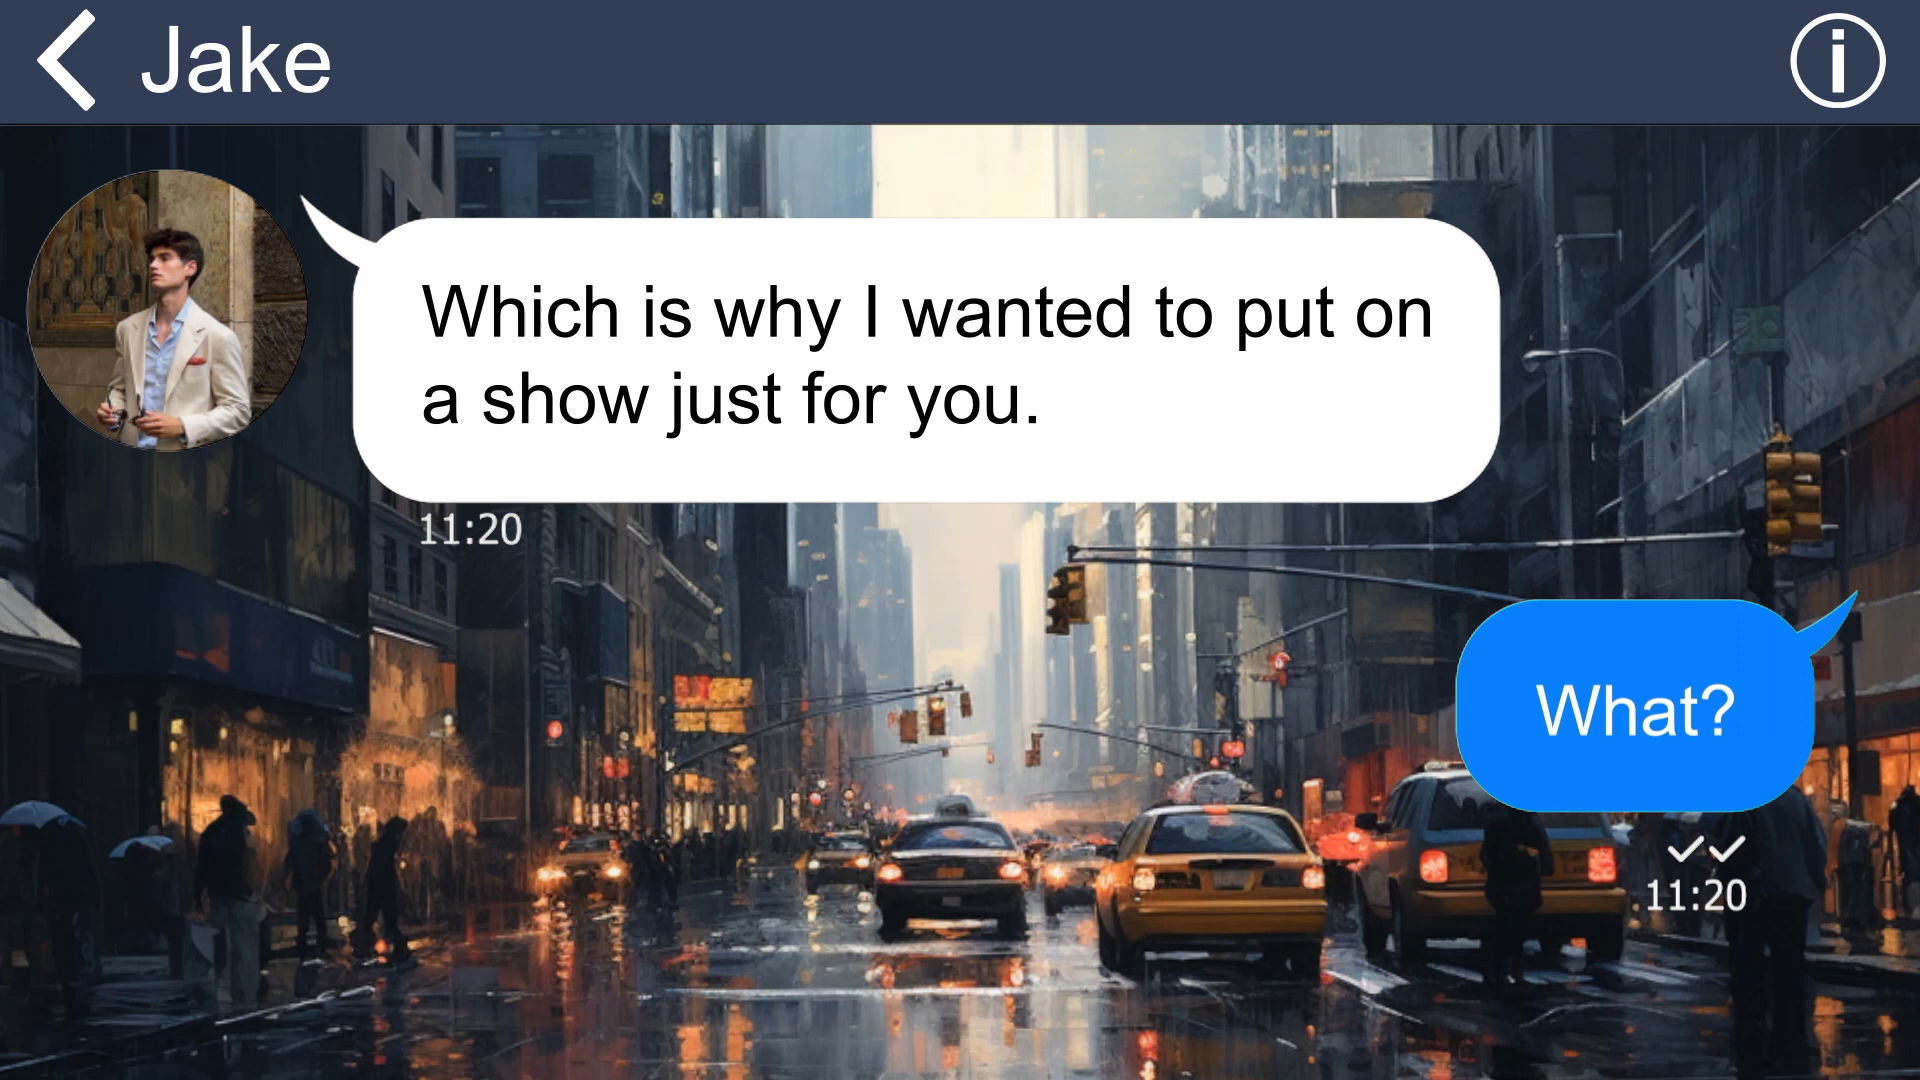 Jake
Which is why I wanted to put on
a show just for you.
11:20
What?
11:20